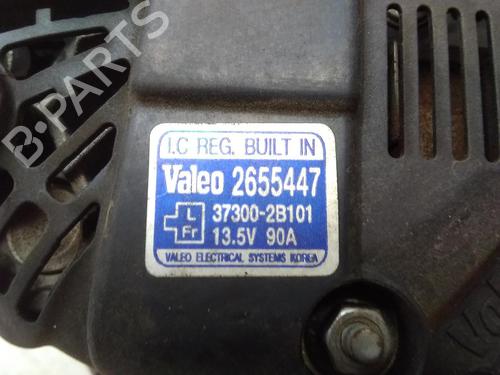 B-PARTS
I.C REG. BUILT IN
Valeo 2655447
L
Fr
37300-2B101
13.5V 90A
VALEO ELECTRICAL SYSTEMS KOREA